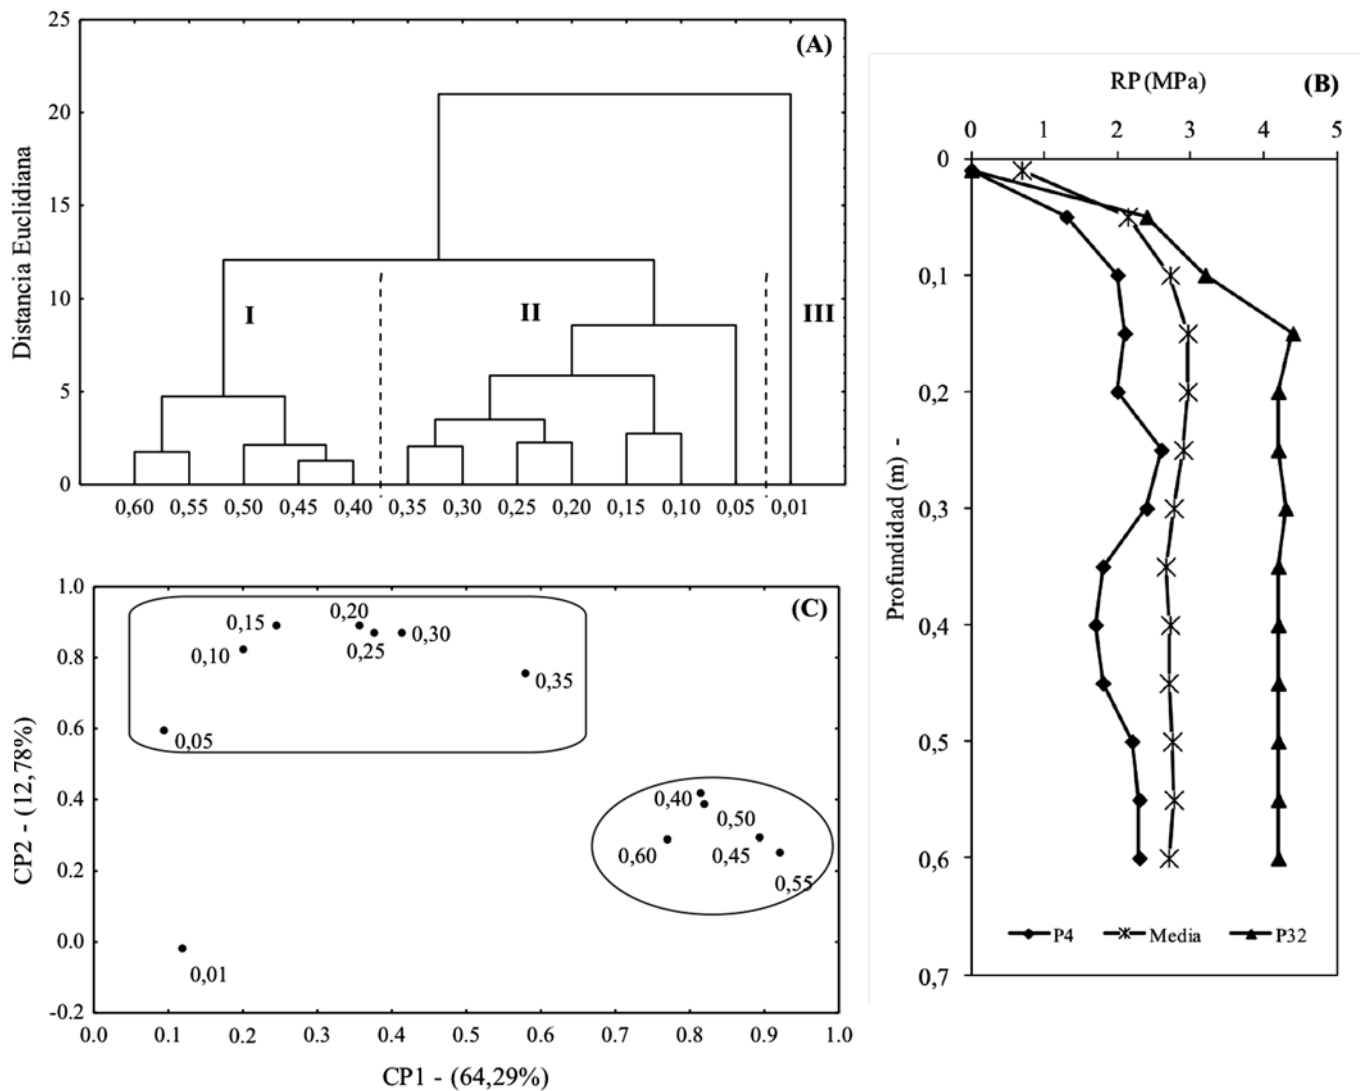 (A)
Distancia Euclidiana
25
20
15
10
5
0
I
II
III
0,60 0,55 0,50 0,45 0,40 0,35 0,30 0,25 0,20 0,15 0,10 0,05 0,01
RP (MPa)
(B)
0 1 2 3 4 5
Profundidad (m) -
0
0,1
0,2
0,3
0,4
0,5
0,6
0,7
P4 Media P32
(C)
CP2 - (12,78%)
1.0
0.8
0.6
0.4
0.2
0.0
-0.2
0,15
0,20
0,10
0,25
0,30
0,35
0,05
0,40
0,50
0,60
0,45
0,55
0,01
0.0 0.1 0.2 0.3 0.4 0.5 0.6 0.7 0.8 0.9 1.0
CP1 - (64,29%)